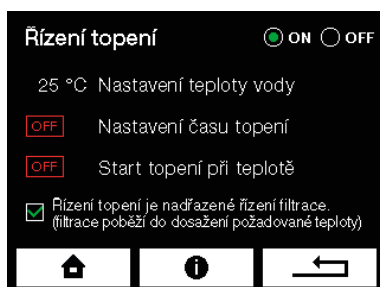 Řízení topení ON OFF
25 °C Nastavení teploty vody
OFF Nastavení času topení
OFF Start topení při teplotě
Řízení topení je nadřazené řízení filtrace.
(filtrace poběží do dosažení požadované teploty)